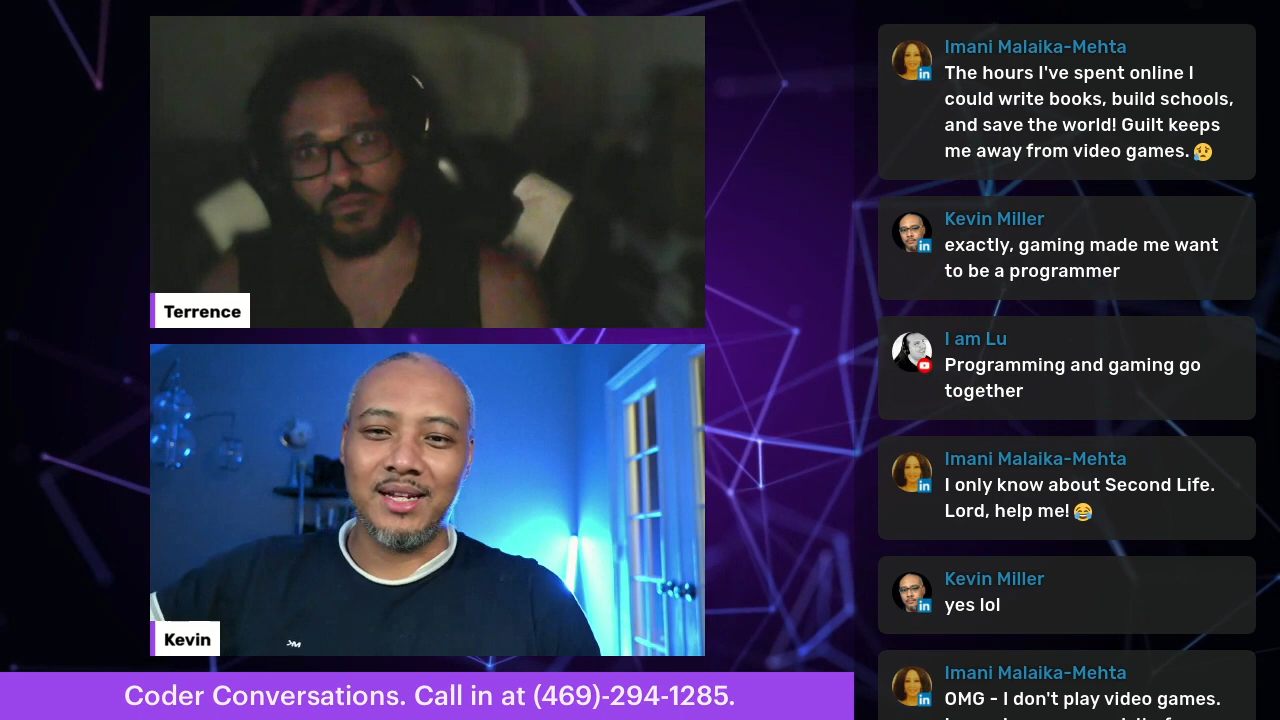 Terrence
Kevin
Coder Conversations. Call in at (469)-294-1285.
Imani Malaika-Mehta
The hours I've spent online I
could write books, build schools,
and save the world! Guilt keeps
me away from video games. 😥
Kevin Miller
exactly, gaming made me want
to be a programmer
I am Lu
Programming and gaming go
together
Imani Malaika-Mehta
I only know about Second Life.
Lord, help me! 😂
Kevin Miller
yes lol
Imani Malaika-Mehta
OMG - I don't play video games.